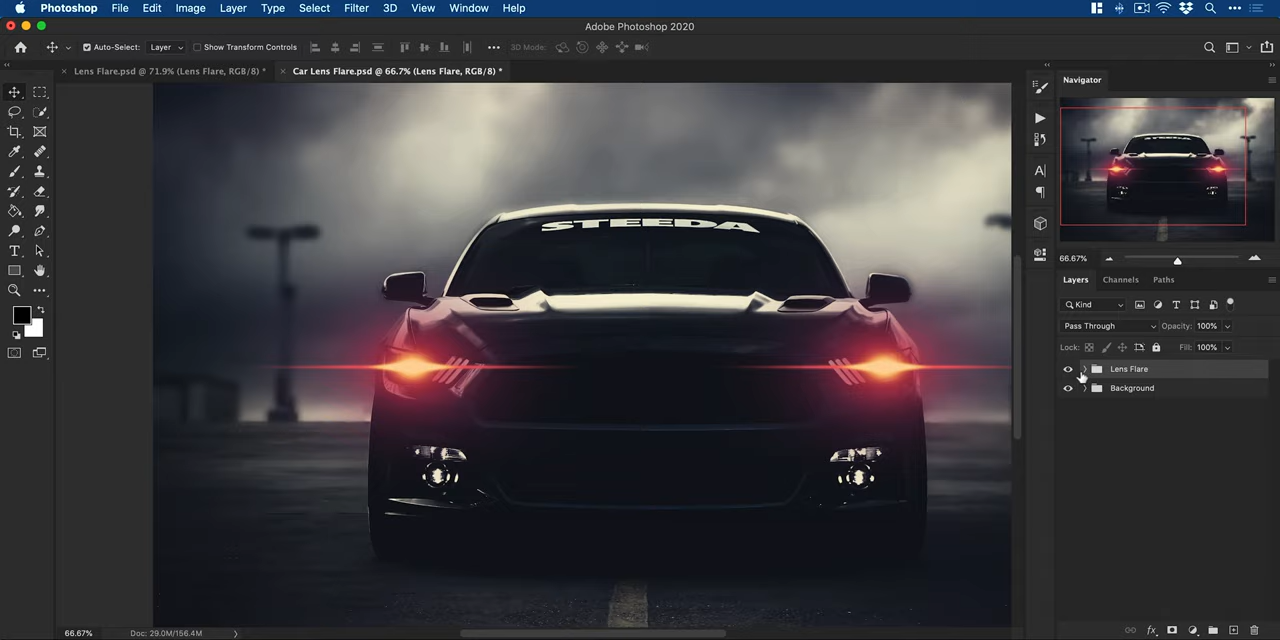 Photoshop File Edit Image Layer Type Select Filter 3D View Window Help
Adobe Photoshop 2020
Auto-Select: Layer Show Transform Controls 3D Mode:
Lens Flare.psd @ 71.9% (Lens Flare, RGB/8) * Car Lens Flare.psd @ 66.7% (Lens Flare, RGB/8) *
Navigator
STEEDA
66.67%
Layers Channels Paths
Kind
Pass Through Opacity: 100%
Lock: Fill: 100%
Lens Flare
Background
66.67% Doc: 29.0M/156.4M